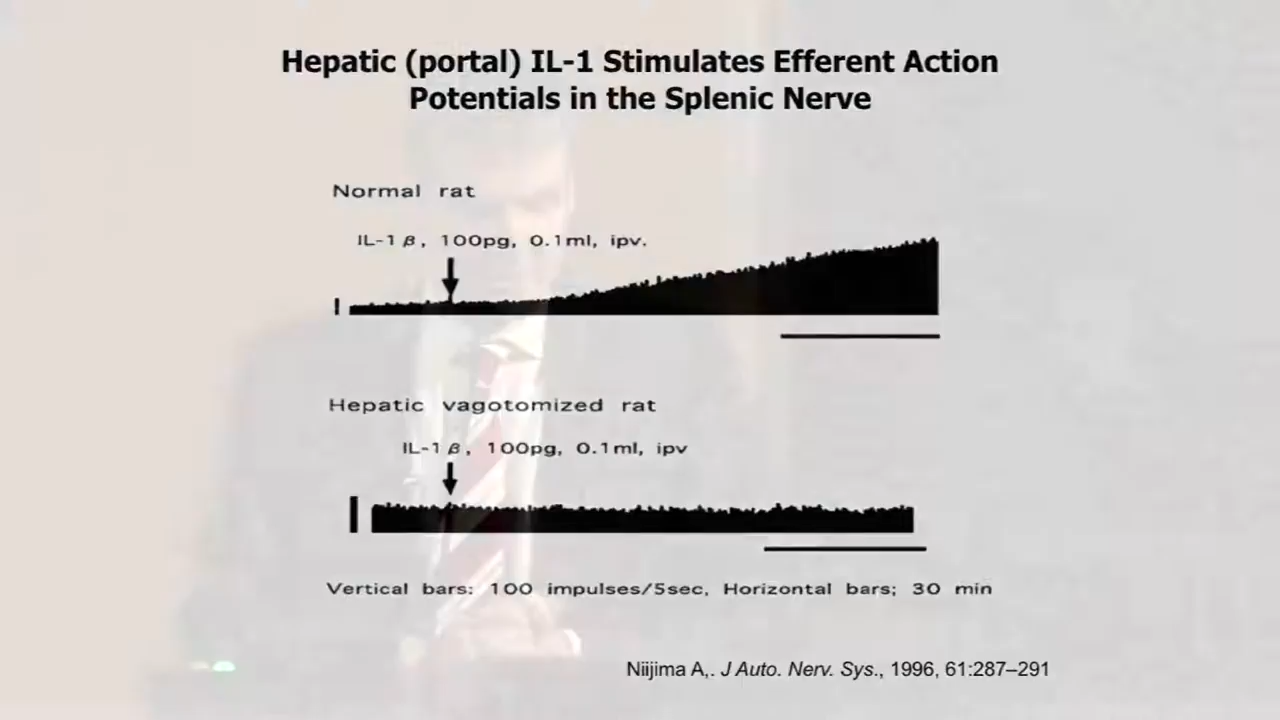 Hepatic (portal) IL-1 Stimulates Efferent Action
Potentials in the Splenic Nerve
Normal rat
IL-1 β, 100pg, 0.1ml, ipv.
Hepatic vagotomized rat
IL-1 β, 100pg, 0.1ml, ipv
Vertical bars; 100 impulses/5sec, Horizontal bars; 30 min
Niijima A,. J Auto. Nerv. Sys., 1996, 61:287–291